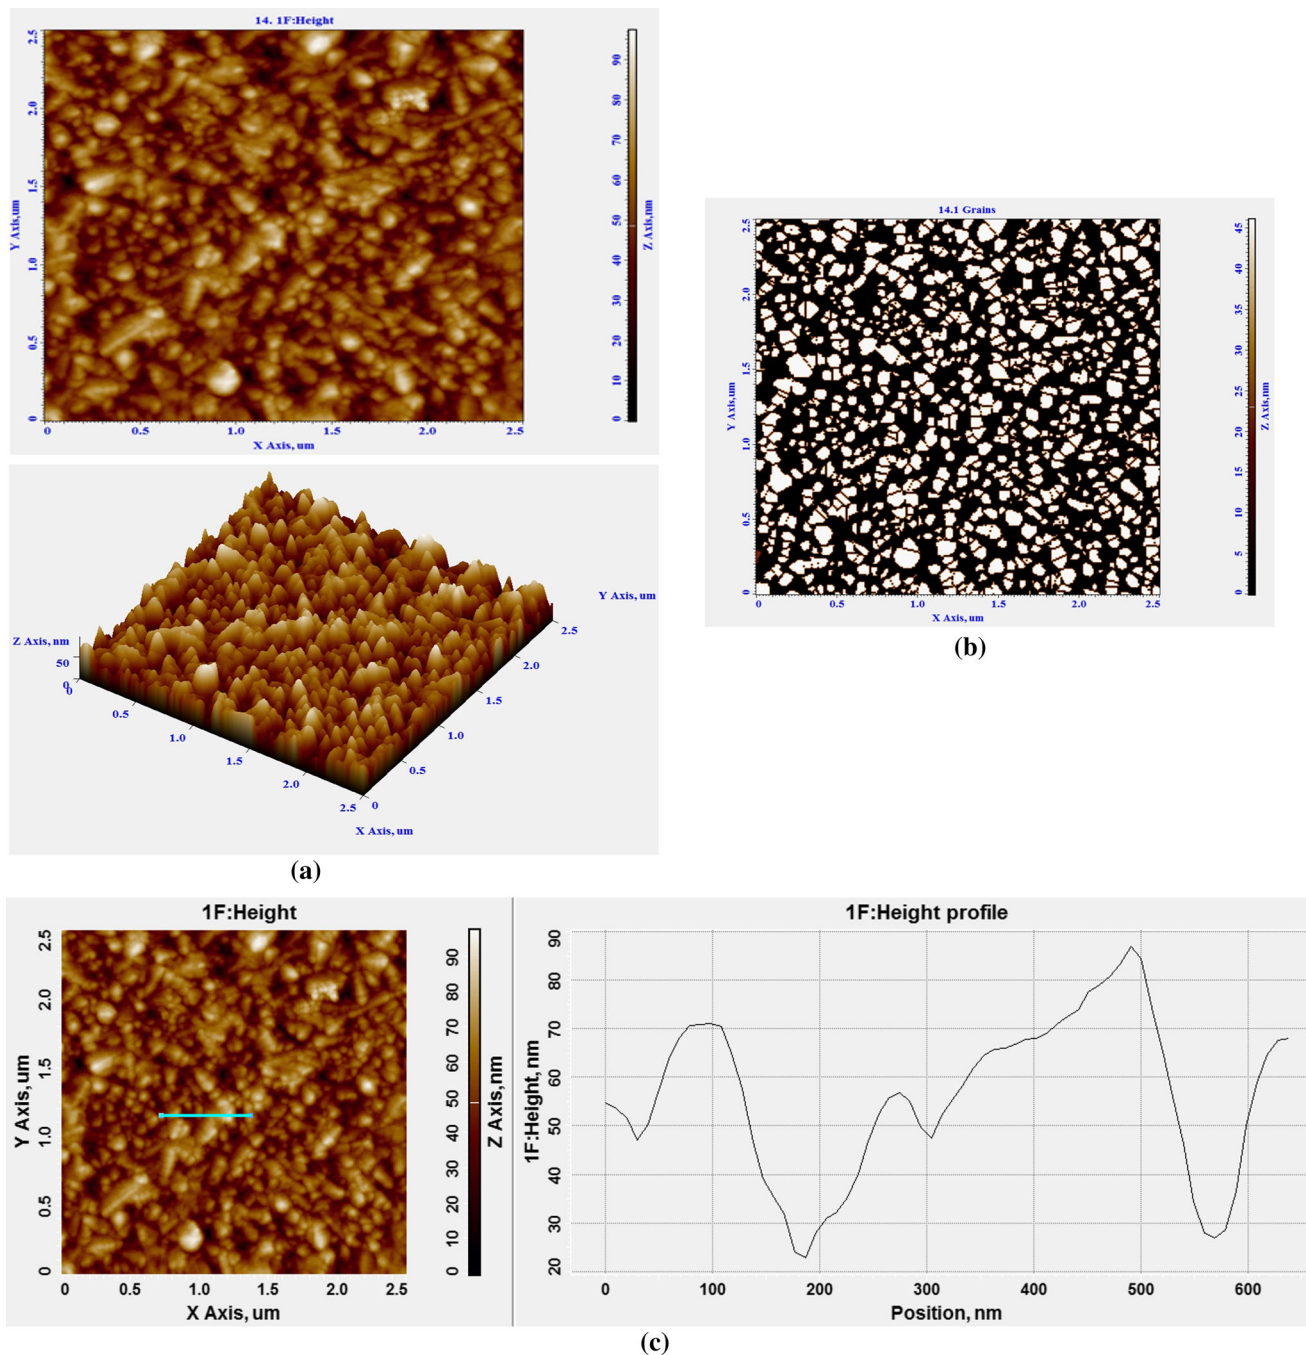 14. 1F:Height
2.5
2.0
1.5
1.0
0.5
0
Y Axis,um
0 0.5 1.0 1.5 2.0 2.5
X Axis, um
90
80
70
60
50
40
30
20
10
0
Z Axis,nm
Z Axis, nm
50
0
0
0.5
1.0
1.5
2.0
2.5
X Axis, um
0
0.5
1.0
1.5
2.0
2.5
Y Axis, um
(a)
14.1 Grains
2.5
2.0
1.5
1.0
0.5
0
Y Axis,um
0 0.5 1.0 1.5 2.0 2.5
X Axis, um
45
40
35
30
25
20
15
10
5
0
Z Axis,nm
(b)
1F:Height
2.5
2.0
1.5
1.0
0.5
0
Y Axis,um
0 0.5 1.0 1.5 2.0 2.5
X Axis, um
90
80
70
60
50
40
30
20
10
0
Z Axis,nm
1F:Height profile
90
80
70
60
50
40
30
20
1F:Height,nm
0 100 200 300 400 500 600
Position, nm
(c)